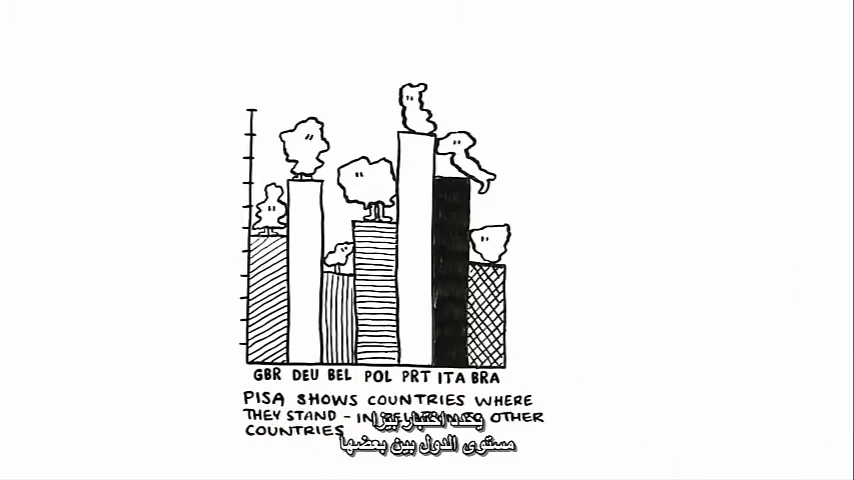 GBR DEU BEL POL PRT ITA BRA
PISA SHOWS COUNTRIES WHERE
THEY STAND - IN TO OTHER
COUNTRIES
يحدد اختبار بيزا
مستوى الدول بين بعضها